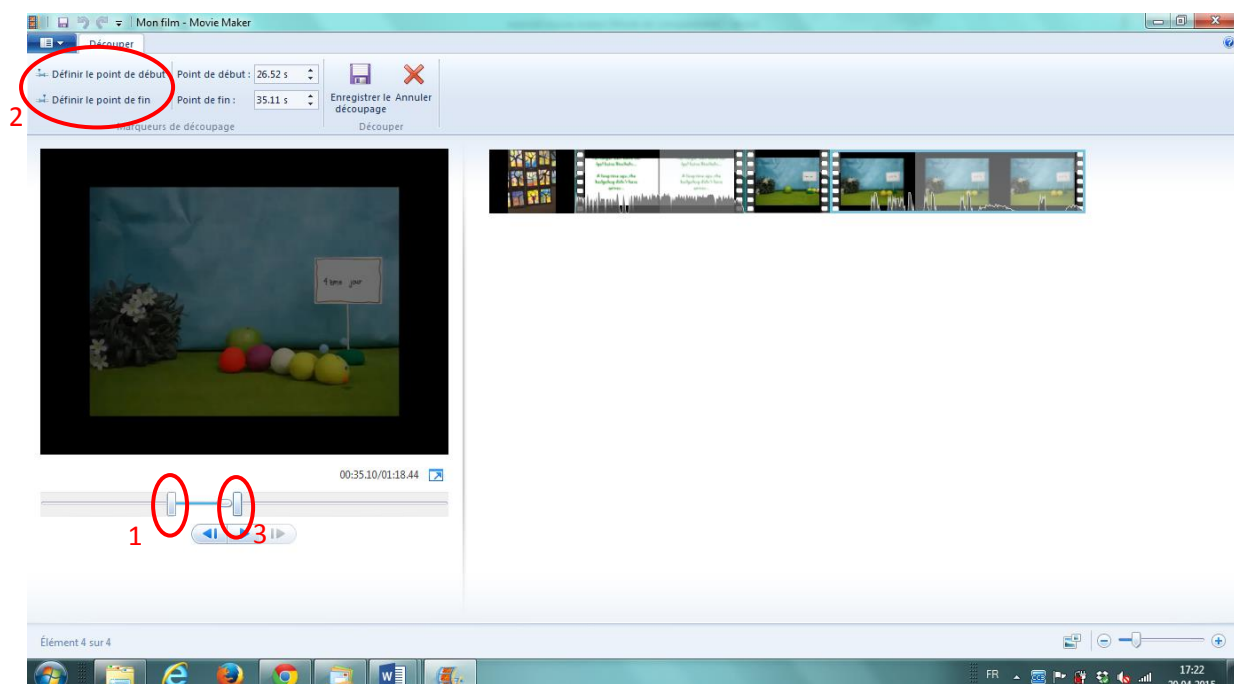 Mon film - Movie Maker
Découper
Définir le point de début
Point de début :
26.52 s
Définir le point de fin
Point de fin :
35.11 s
Enregistrer le découpage
Annuler
2
Marqueurs de découpage
Découper
4ème jour
00:35.10/01:18.44
1
3
Élément 4 sur 4
FR
17:22